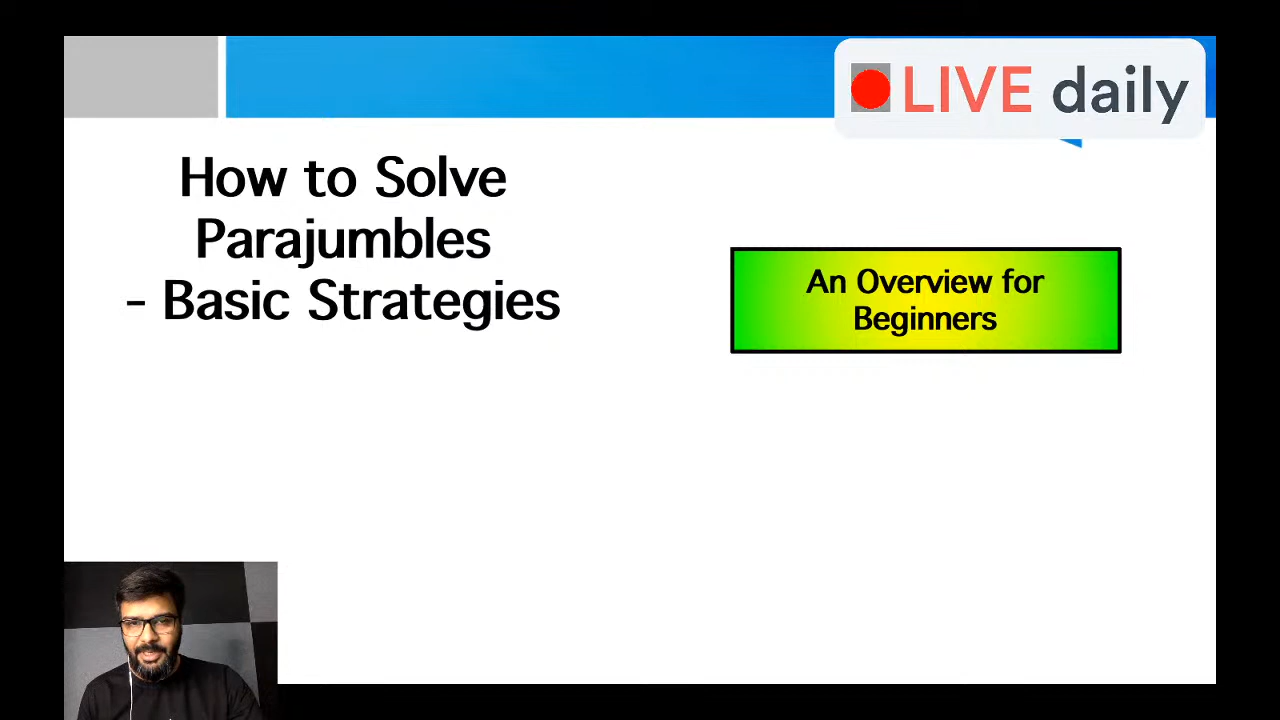 LIVE daily
How to Solve
Parajumbles
- Basic Strategies
An Overview for
Beginners